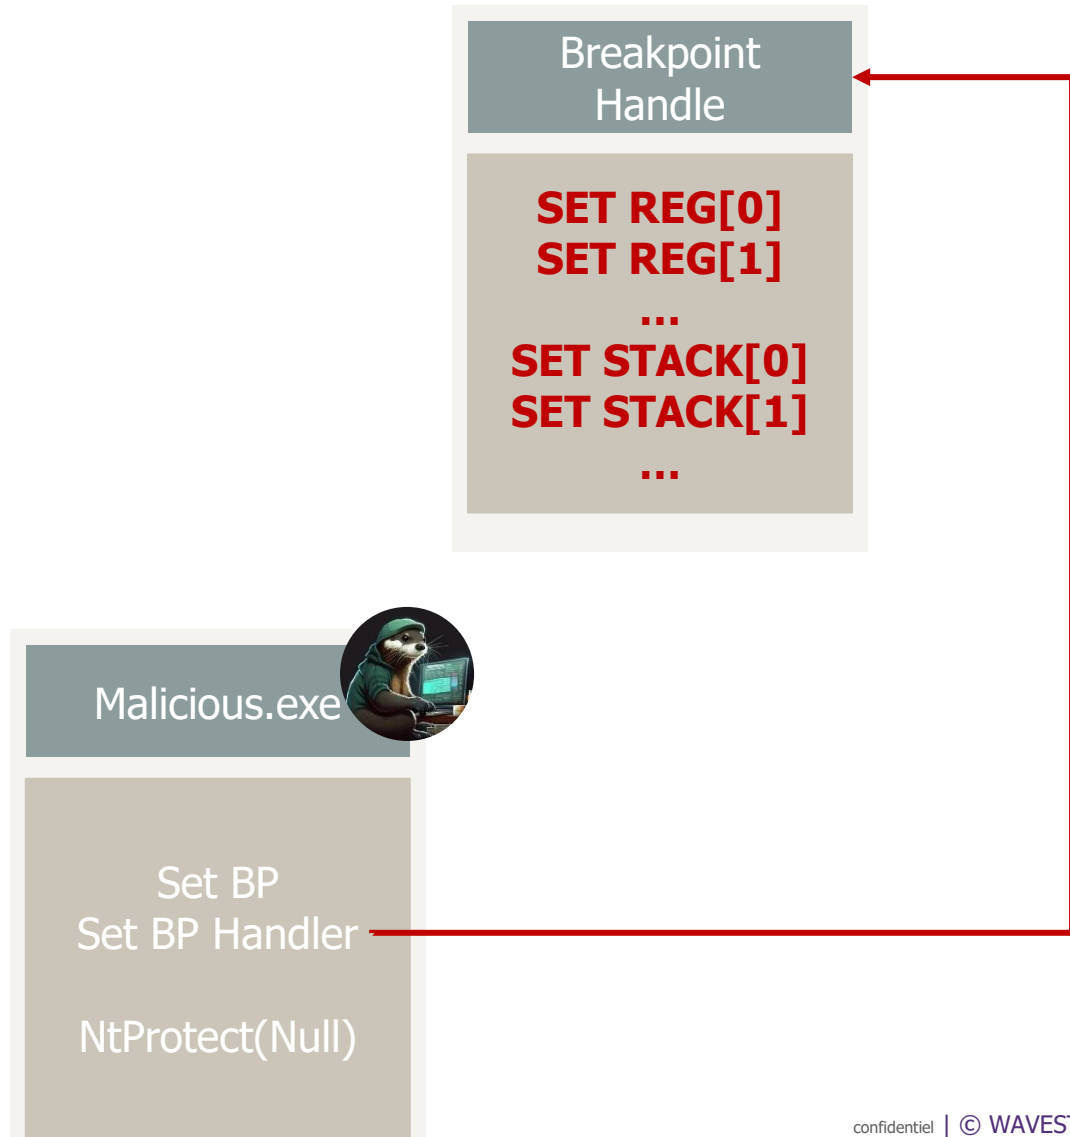 Breakpoint
Handle
SET REG[0]
SET REG[1]
...
SET STACK[0]
SET STACK[1]
...
Malicious.exe
Set BP
Set BP Handler
NtProtect(Null)
confidentiel | © WAVEST